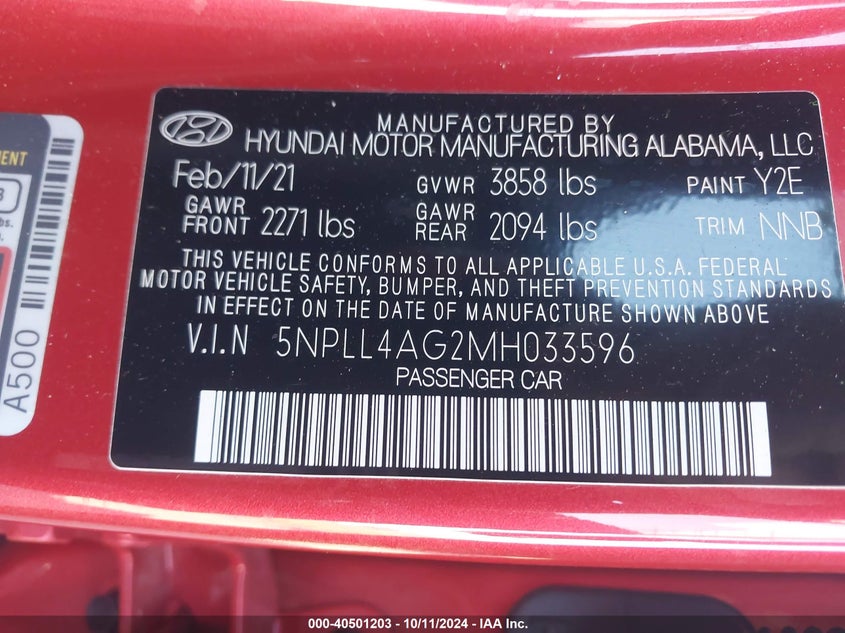 MANUFACTURED BY
HYUNDAI MOTOR MANUFACTURING ALABAMA, LLC
Feb/11/21 GVWR 3858 lbs PAINT Y2E
GAWR FRONT 2271 lbs GAWR REAR 2094 lbs TRIM NNB
THIS VEHICLE CONFORMS TO ALL APPLICABLE U.S.A. FEDERAL
MOTOR VEHICLE SAFETY, BUMPER, AND THEFT PREVENTION STANDARDS
IN EFFECT ON THE DATE OF MANUFACTURE SHOWN ABOVE
V.I.N 5NPLL4AG2MH033596
PASSENGER CAR
A500
000-40501203 - 10/11/2024 - IAA Inc.